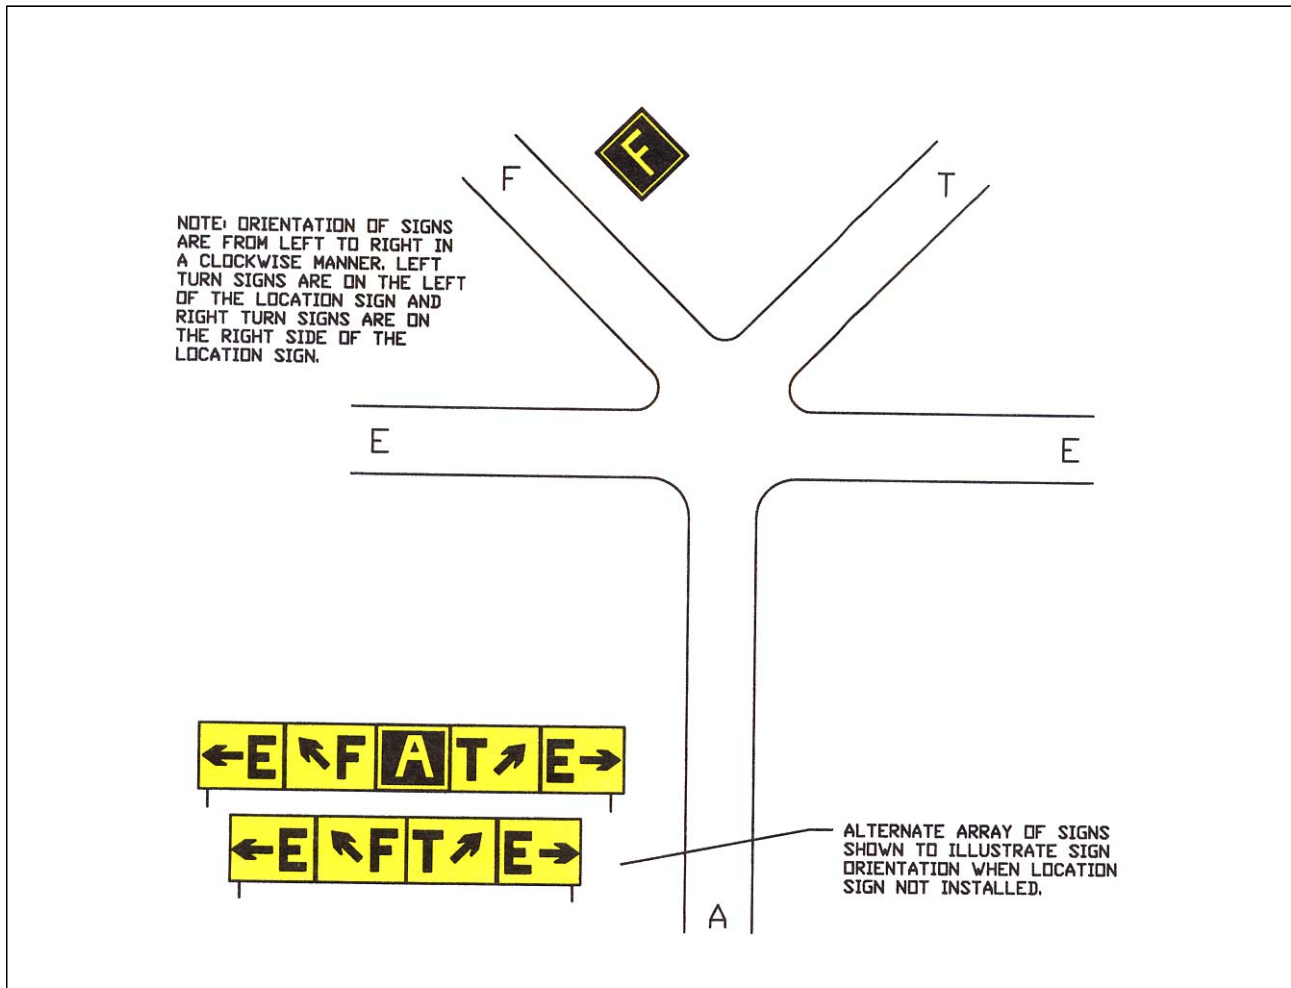 F
F
T
NOTE: ORIENTATION OF SIGNS
ARE FROM LEFT TO RIGHT IN
A CLOCKWISE MANNER. LEFT
TURN SIGNS ARE ON THE LEFT
OF THE LOCATION SIGN AND
RIGHT TURN SIGNS ARE ON
THE RIGHT SIDE OF THE
LOCATION SIGN.
E
E
←E ↖F A T↗ E→
←E ↖F T↗ E→
ALTERNATE ARRAY OF SIGNS
SHOWN TO ILLUSTRATE SIGN
ORIENTATION WHEN LOCATION
SIGN NOT INSTALLED.
A